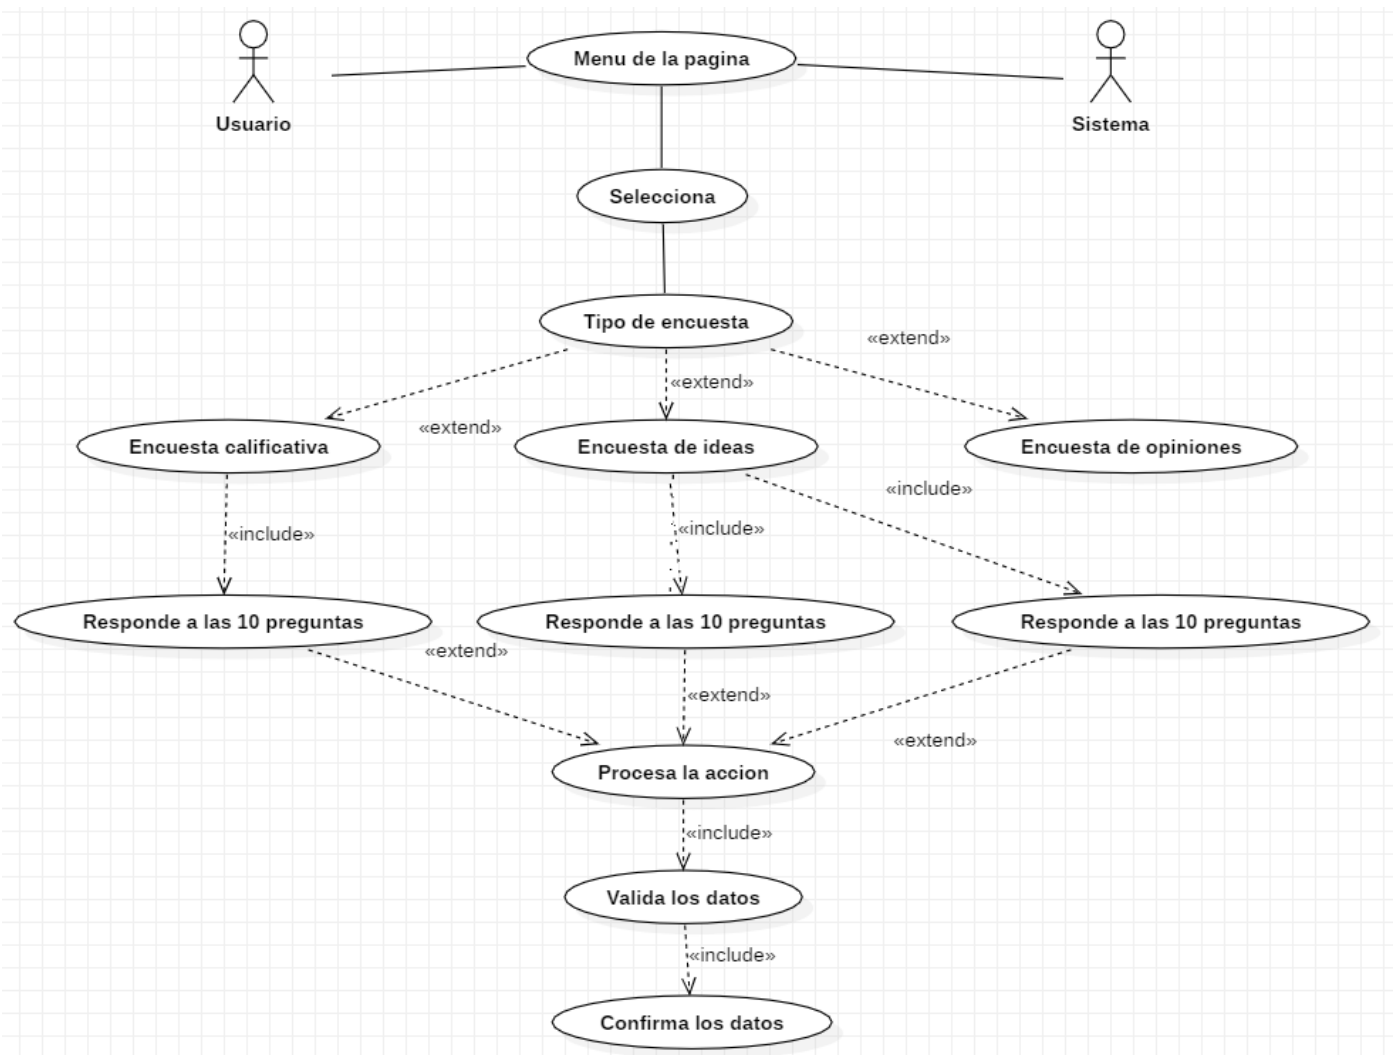 Menu de la pagina
Usuario
Sistema
Selecciona
Tipo de encuesta
«extend»
«extend»
«extend»
Encuesta calificativa
Encuesta de ideas
Encuesta de opiniones
«include»
«include»
«include»
Responde a las 10 preguntas
Responde a las 10 preguntas
Responde a las 10 preguntas
«extend»
«extend»
«extend»
Procesa la accion
«include»
Valida los datos
«include»
Confirma los datos